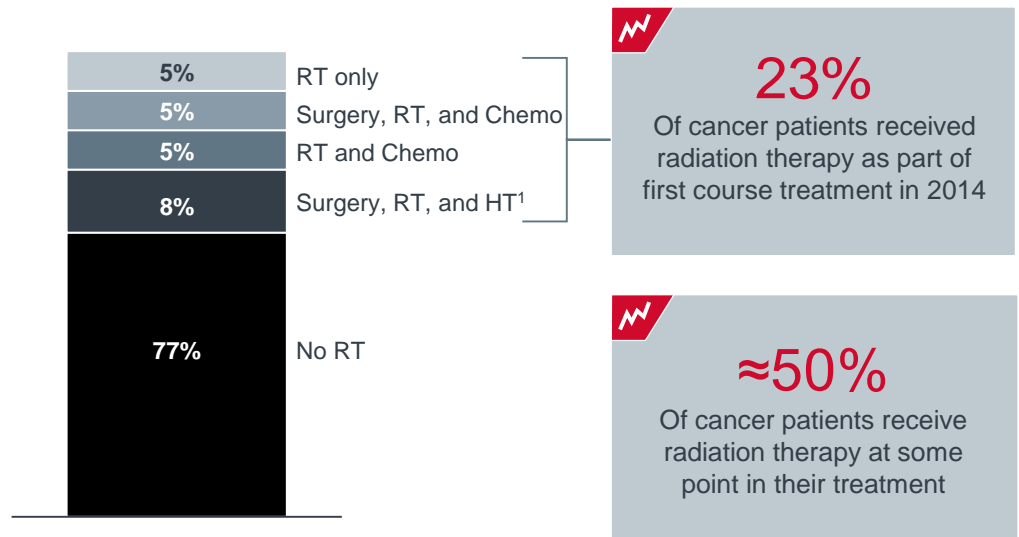 5%
RT only
5%
Surgery, RT, and Chemo
5%
RT and Chemo
8%
Surgery, RT, and HT¹
77%
No RT
23%
Of cancer patients received
radiation therapy as part of
first course treatment in 2014
≈50%
Of cancer patients receive
radiation therapy at some
point in their treatment